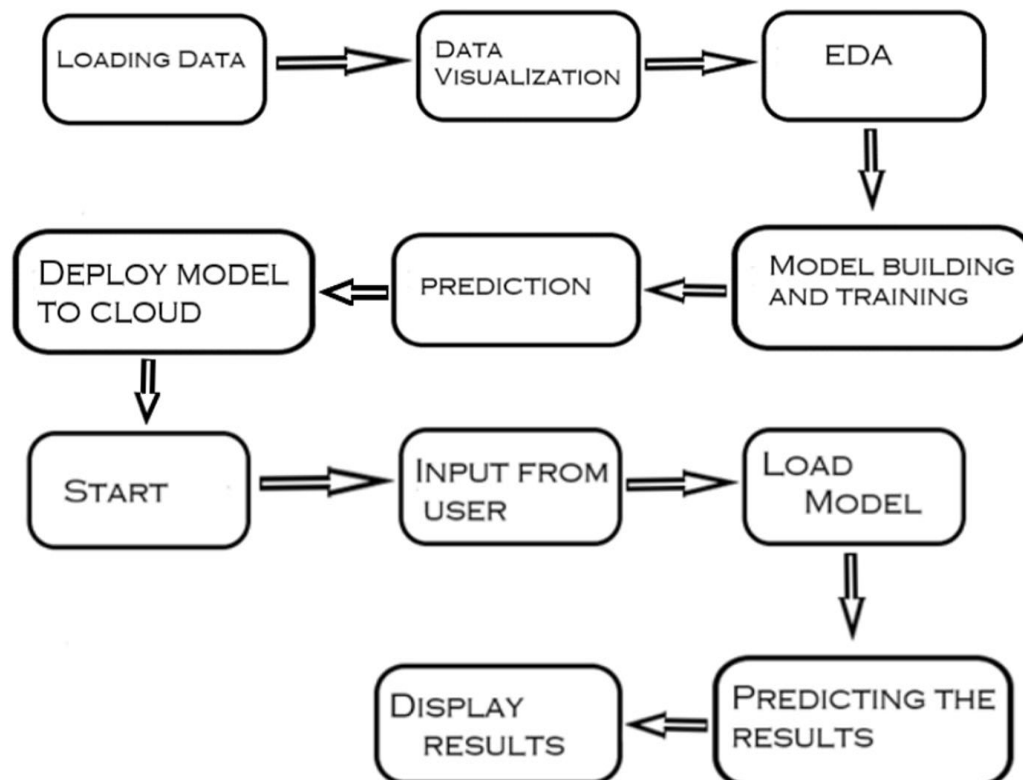 Loading Data
Data
Visualization
EDA
Model building
and training
prediction
Deploy model
to cloud
Start
Input from
user
Load
Model
Predicting the
results
Display
results